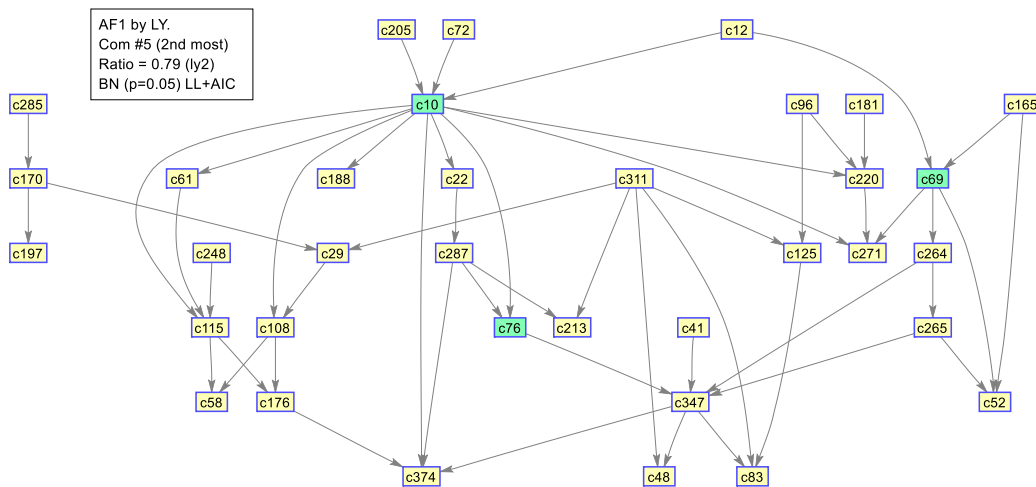 AF1 by LY.
Com #5 (2nd most)
Ratio = 0.79 (ly2)
BN (p=0.05) LL+AIC
c205 c72 c12
c285 c10 c96 c181 c165
c170 c61 c188 c22 c311 c220 c69
c197 c248 c29 c287 c125 c271 c264
c115 c108 c76 c213 c41 c265
c58 c176 c347 c52
c374 c48 c83